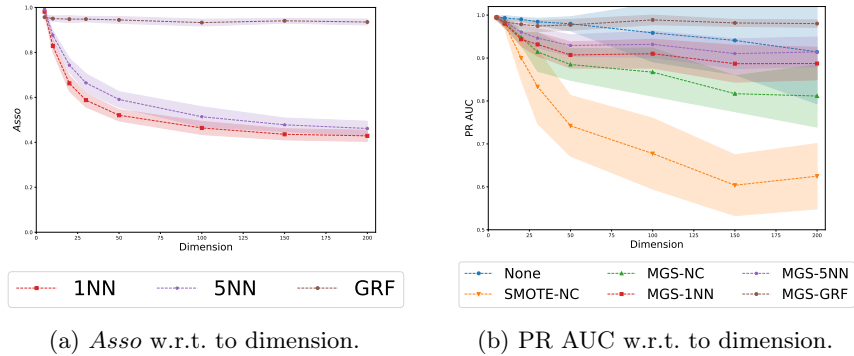 1.0
0.8
0.6
0.4
0.2
0.0
Asso
0 25 50 75 100 125 150 175 200
Dimension
1NN 5NN GRF
(a) Asso w.r.t. to dimension.
1.0
0.9
0.8
0.7
0.6
0.5
PR AUC
0 25 50 75 100 125 150 175 200
Dimension
None MGS-NC MGS-5NN
SMOTE-NC MGS-1NN MGS-GRF
(b) PR AUC w.r.t. to dimension.